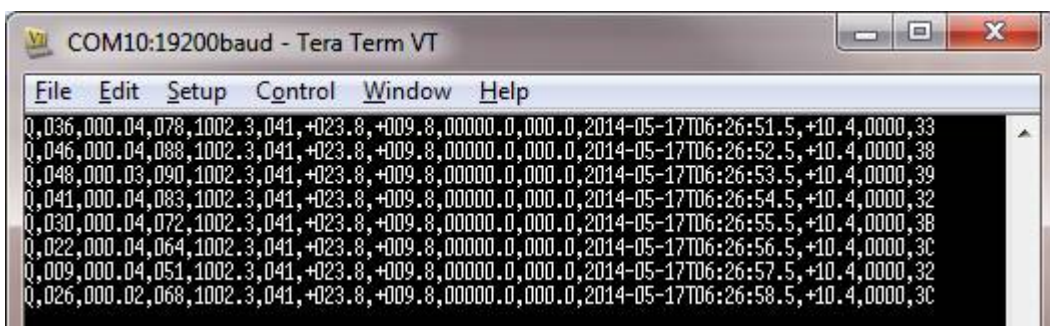 COM10:19200baud - Tera Term VT
File Edit Setup Control Window Help
Q,036,000.04,078,1002.3,041,+023.8,+009.8,00000.0,000.0,2014-05-17T06:26:51.5,+10.4,0000,33
Q,046,000.04,088,1002.3,041,+023.8,+009.8,00000.0,000.0,2014-05-17T06:26:52.5,+10.4,0000,38
Q,048,000.03,090,1002.3,041,+023.8,+009.8,00000.0,000.0,2014-05-17T06:26:53.5,+10.4,0000,39
Q,041,000.04,083,1002.3,041,+023.8,+009.8,00000.0,000.0,2014-05-17T06:26:54.5,+10.4,0000,32
Q,030,000.04,072,1002.3,041,+023.8,+009.8,00000.0,000.0,2014-05-17T06:26:55.5,+10.4,0000,3B
Q,022,000.04,064,1002.3,041,+023.8,+009.8,00000.0,000.0,2014-05-17T06:26:56.5,+10.4,0000,3C
Q,009,000.04,051,1002.3,041,+023.8,+009.8,00000.0,000.0,2014-05-17T06:26:57.5,+10.4,0000,32
Q,026,000.02,068,1002.3,041,+023.8,+009.8,00000.0,000.0,2014-05-17T06:26:58.5,+10.4,0000,3C